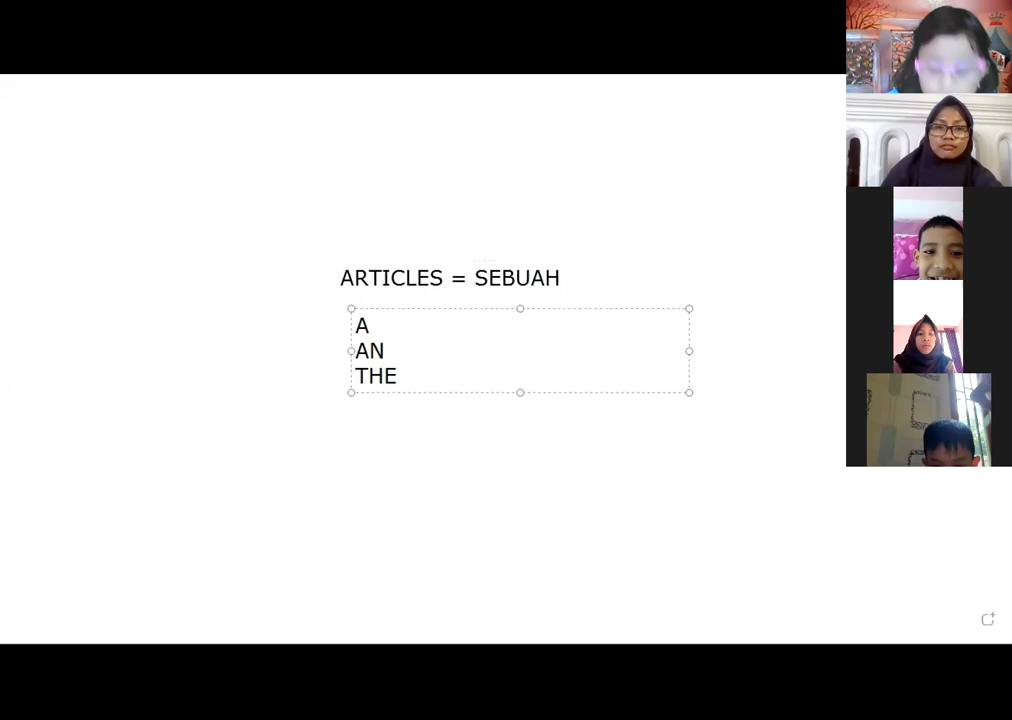 ARTICLES = SEBUAH
A
AN
THE